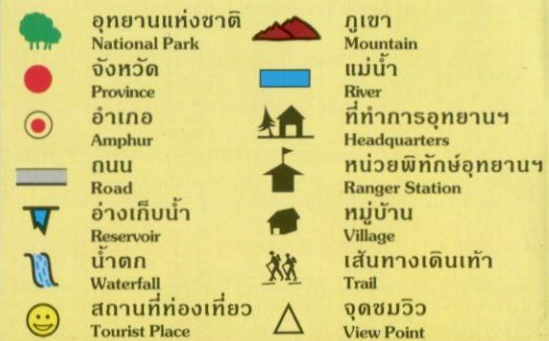 อุทยานแห่งชาติ
National Park
จังหวัด
Province
อำเภอ
Amphur
ถนน
Road
อ่างเก็บน้ำ
Reservoir
น้ำตก
Waterfall
สถานที่ท่องเที่ยว
Tourist Place
ภูเขา
Mountain
แม่น้ำ
River
ที่ทำการอุทยานฯ
Headquarters
หน่วยพิทักษ์อุทยานฯ
Ranger Station
หมู่บ้าน
Village
เส้นทางเดินเท้า
Trail
จุดชมวิว
View Point